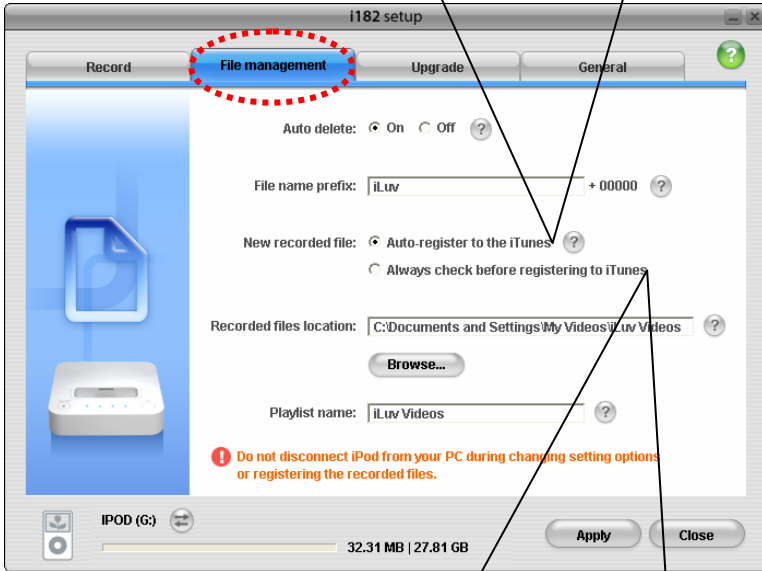 i182 setup
Record File management Upgrade General
Auto delete: On Off
File name prefix: iLuv + 00000
New recorded file: Auto-register to the iTunes
Always check before registering to iTunes
Recorded files location: C:\Documents and Settings\My Videos\iLuv Videos
Browse...
Playlist name: iLuv Videos
Do not disconnect iPod from your PC during changing setting options
or registering the recorded files.
IPOD (G:)
32.31 MB | 27.81 GB
Apply Close